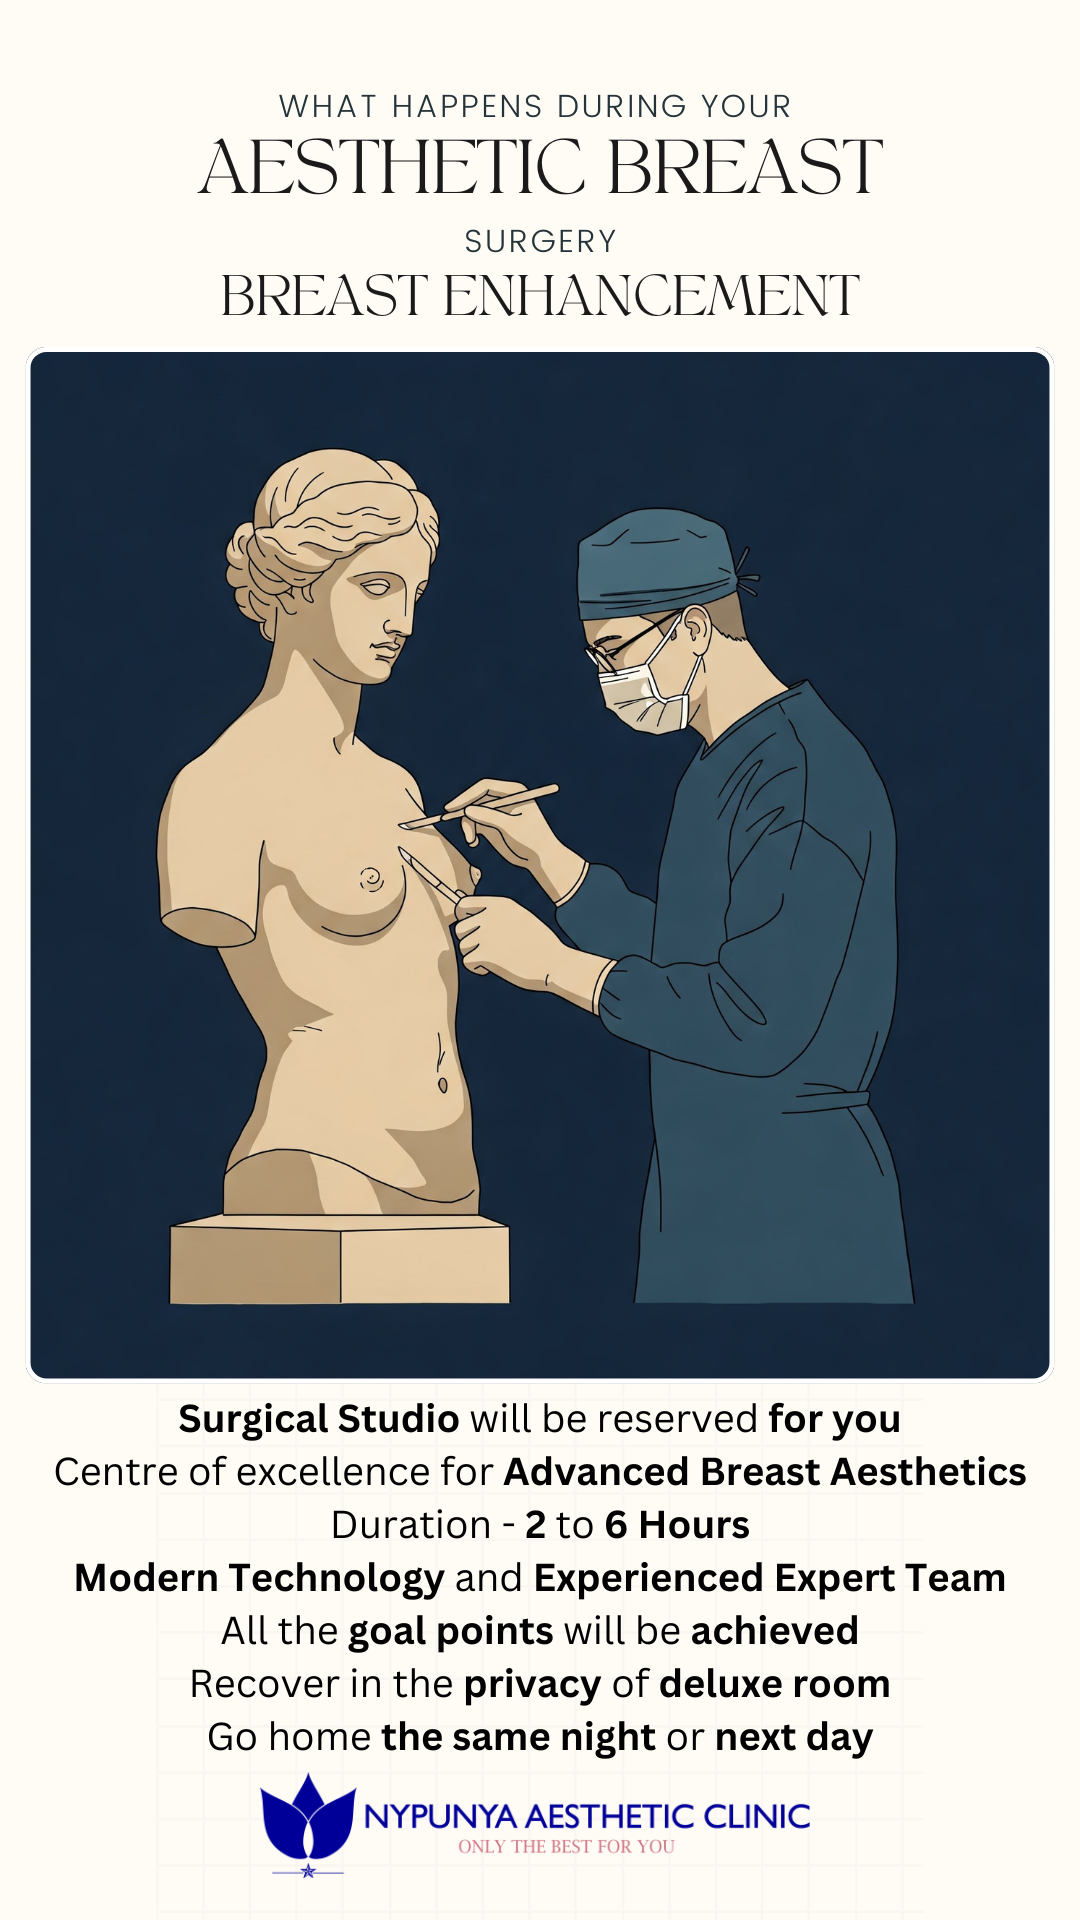 WHAT HAPPENS DURING YOUR
AESTHETIC BREAST
SURGERY
BREAST ENHANCEMENT
Surgical Studio will be reserved for you
Centre of excellence for Advanced Breast Aesthetics
Duration - 2 to 6 Hours
Modern Technology and Experienced Expert Team
All the goal points will be achieved
Recover in the privacy of deluxe room
Go home the same night or next day
NYPUNYA AESTHETIC CLINIC
ONLY THE BEST FOR YOU